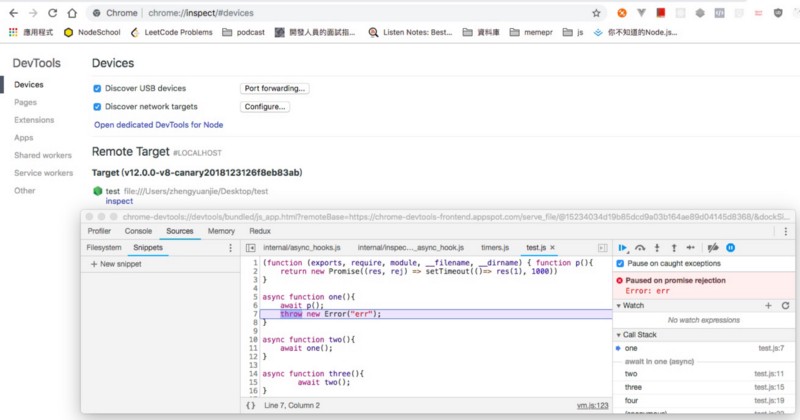 Chrome | chrome://inspect/#devices
應用程式 NodeSchool LeetCode Problems podcast 開發人員的面試指... Listen Notes: Best... 資料庫 memepr js 你不知道的Node.js...
DevTools
Devices
Pages
Extensions
Apps
Shared workers
Service workers
Other
Devices
Discover USB devices Port forwarding...
Discover network targets Configure...
Open dedicated DevTools for Node
Remote Target #LOCALHOST
Target (v12.0.0-v8-canary2018123126f8eb83ab)
test file:///Users/zhengyuanjie/Desktop/test
inspect
chrome-devtools://devtools/bundled/js_app.html?remoteBase=https://chrome-devtools-frontend.appspot.com/serve_file/@15234034d19b85dcd9a03b164ae89d04145d8368/&dockSi...
Profiler Console Sources Memory Redux
Filesystem Snippets
+ New snippet
internal/async_hooks.js internal/inspec..._async_hook.js timers.js test.js ×
1 (function (exports, require, module, __filename, __dirname) { function p(){
2 return new Promise((res, rej) => setTimeout(()=> res(1), 1000))
3 }
4
5 async function one(){
6 await p();
7 throw new Error("err");
8 }
9
10 async function two(){
11 await one();
12 }
13
14 async function three(){
15 await two();
16 }
{} Line 7, Column 2 vm.js:123
Pause on caught exceptions
Paused on promise rejection
Error: err
Watch
No watch expressions
Call Stack
one test.js:7
await in one (async)
two test.js:11
three test.js:15
four test.js:19